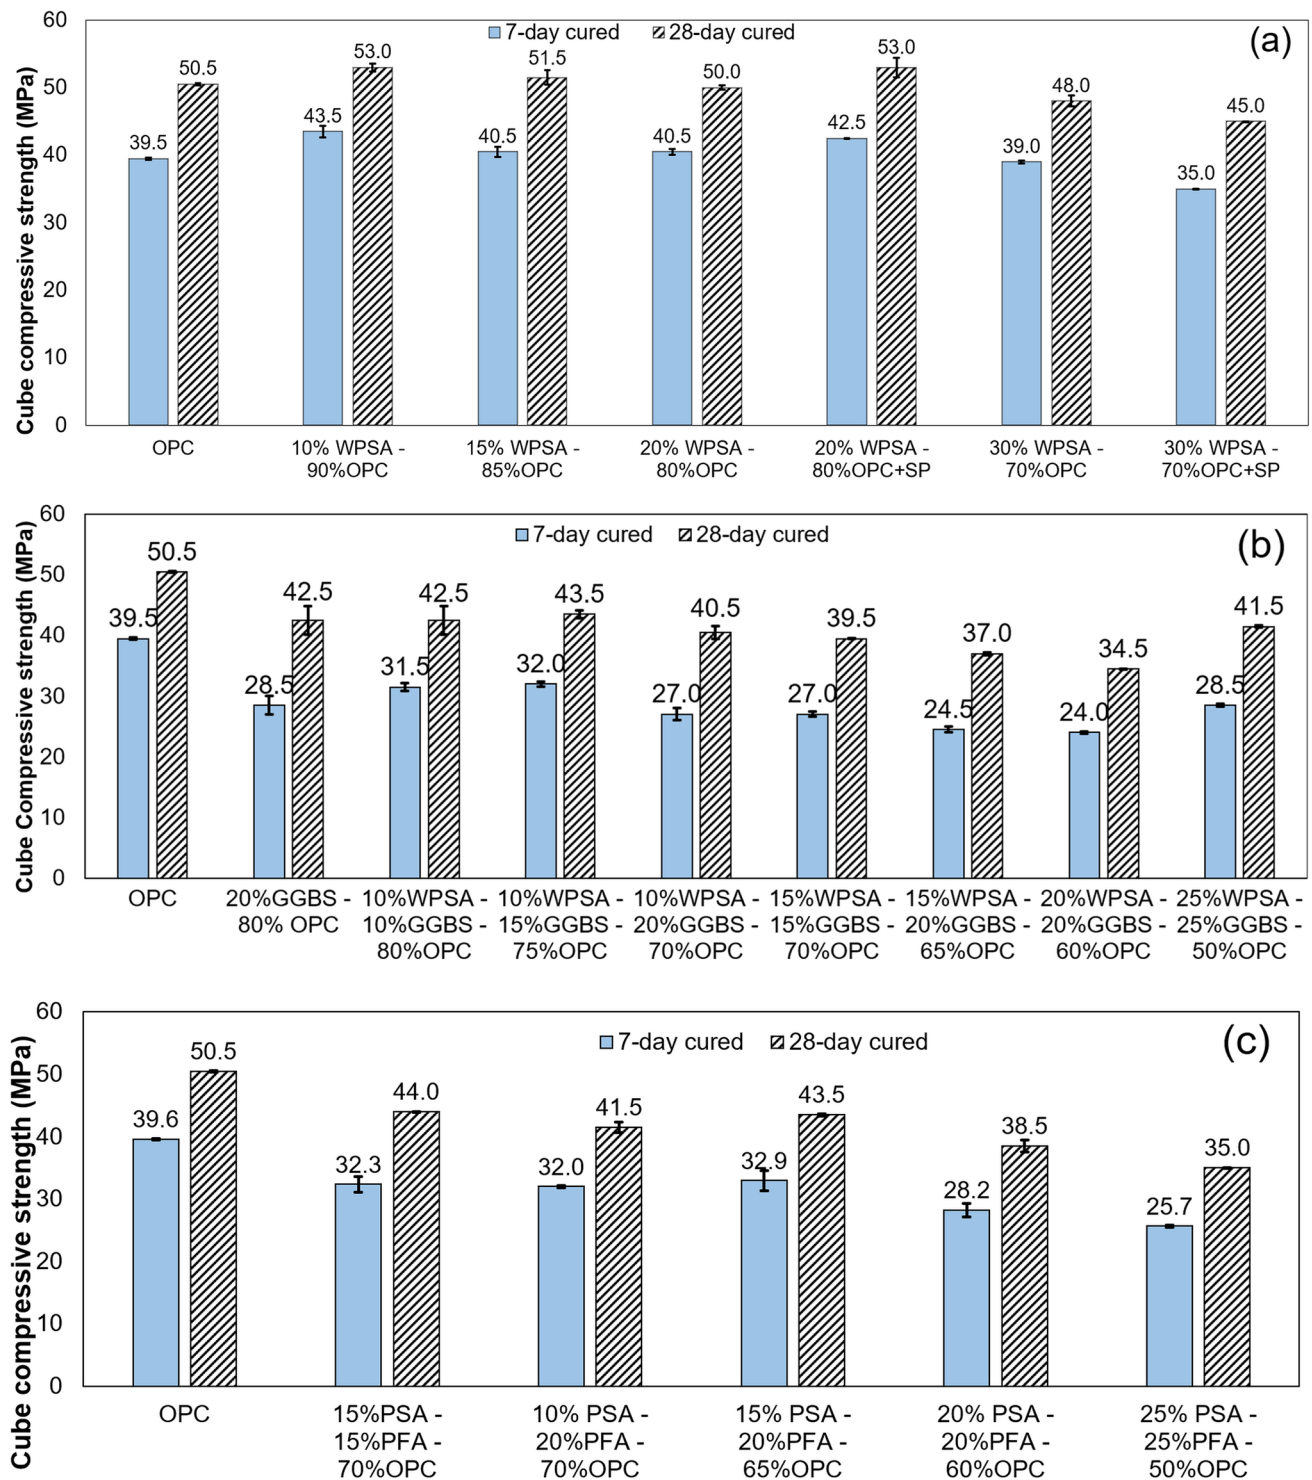 Cube compressive strength (MPa)
60
50
40
30
20
10
0
7-day cured 28-day cured
(a)
39.5 50.5 43.5 53.0 40.5 51.5 40.5 50.0 42.5 53.0 39.0 48.0 35.0 45.0
OPC
10% WPSA -
90%OPC
15% WPSA -
85%OPC
20% WPSA -
80%OPC
20% WPSA -
80%OPC+SP
30% WPSA -
70%OPC
30% WPSA -
70%OPC+SP
Cube Compressive strength (MPa)
60
50
40
30
20
10
0
7-day cured 28-day cured
(b)
39.5 50.5 28.5 42.5 31.5 42.5 32.0 43.5 27.0 40.5 27.0 39.5 24.5 37.0 24.0 34.5 28.5 41.5
OPC
20%GGBS -
80% OPC
10%WPSA -
10%GGBS -
80%OPC
10%WPSA -
15%GGBS -
75%OPC
10%WPSA -
20%GGBS -
70%OPC
15%WPSA -
15%GGBS -
70%OPC
15%WPSA -
20%GGBS -
65%OPC
20%WPSA -
20%GGBS -
60%OPC
25%WPSA -
25%GGBS -
50%OPC
Cube compressive strength (MPa)
60
50
40
30
20
10
0
7-day cured 28-day cured
(c)
39.6 50.5 32.3 44.0 32.0 41.5 32.9 43.5 28.2 38.5 25.7 35.0
OPC
15%PSA -
15%PFA -
70%OPC
10% PSA -
20%PFA -
70%OPC
15% PSA -
20%PFA -
65%OPC
20% PSA -
20%PFA -
60%OPC
25% PSA -
25%PFA -
50%OPC